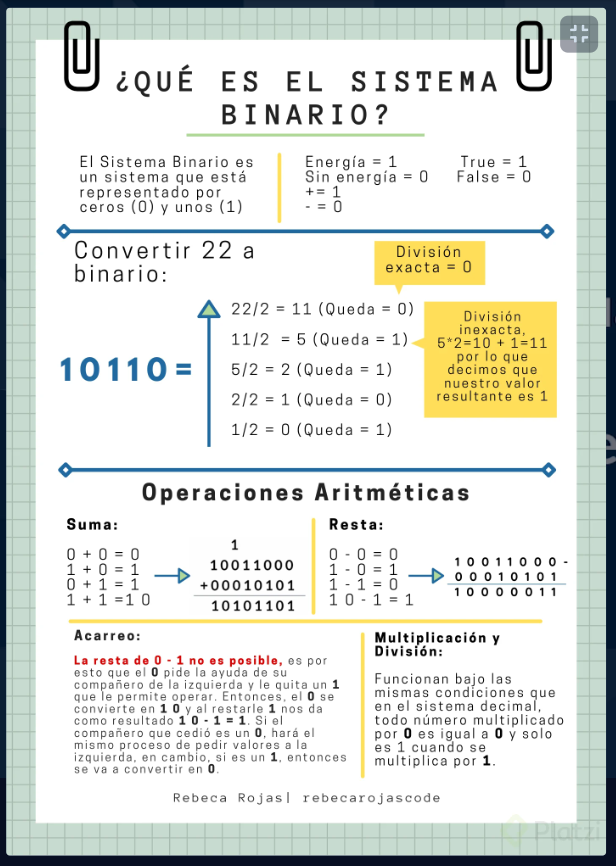 ¿QUÉ ES EL SISTEMA
BINARIO?
El Sistema Binario es
un sistema que está
representado por
ceros (0) y unos (1)
Energía = 1
Sin energía = 0
+= 1
- = 0
True = 1
False = 0
Convertir 22 a
binario:
División
exacta = 0
10110 =
22/2 = 11 (Queda = 0)
11/2 = 5 (Queda = 1)
5/2 = 2 (Queda = 1)
2/2 = 1 (Queda = 0)
1/2 = 0 (Queda = 1)
División
inexacta,
5*2=10 + 1=11
por lo que
decimos que
nuestro valor
resultante es 1
Operaciones Aritméticas
Suma:
0 + 0 = 0
1 + 0 = 1
0 + 1 = 1
1 + 1 =1 0
1
10011000
+00010101
10101101
Resta:
0 - 0 = 0
1 - 0 = 1
1 - 1 = 0
1 0 - 1 = 1
1 0 0 1 1 0 0 0 -
0 0 0 1 0 1 0 1
1 0 0 0 0 0 1 1
Acarreo:
La resta de 0 - 1 no es posible, es por
esto que el 0 pide la ayuda de su
compañero de la izquierda y le quita un 1
que le permite operar. Entonces, el 0 se
convierte en 1 0 y al restarle 1 nos da
como resultado 1 0 - 1 = 1. Si el
compañero que cedió es un 0, hará el
mismo proceso de pedir valores a la
izquierda, en cambio, si es un 1, entonces
se va a convertir en 0.
Multiplicación y
División:
Funcionan bajo las
mismas condiciones que
en el sistema decimal,
todo número multiplicado
por 0 es igual a 0 y solo
es 1 cuando se
multiplica por 1.
Rebeca Rojas| rebecarojascode
Platzi